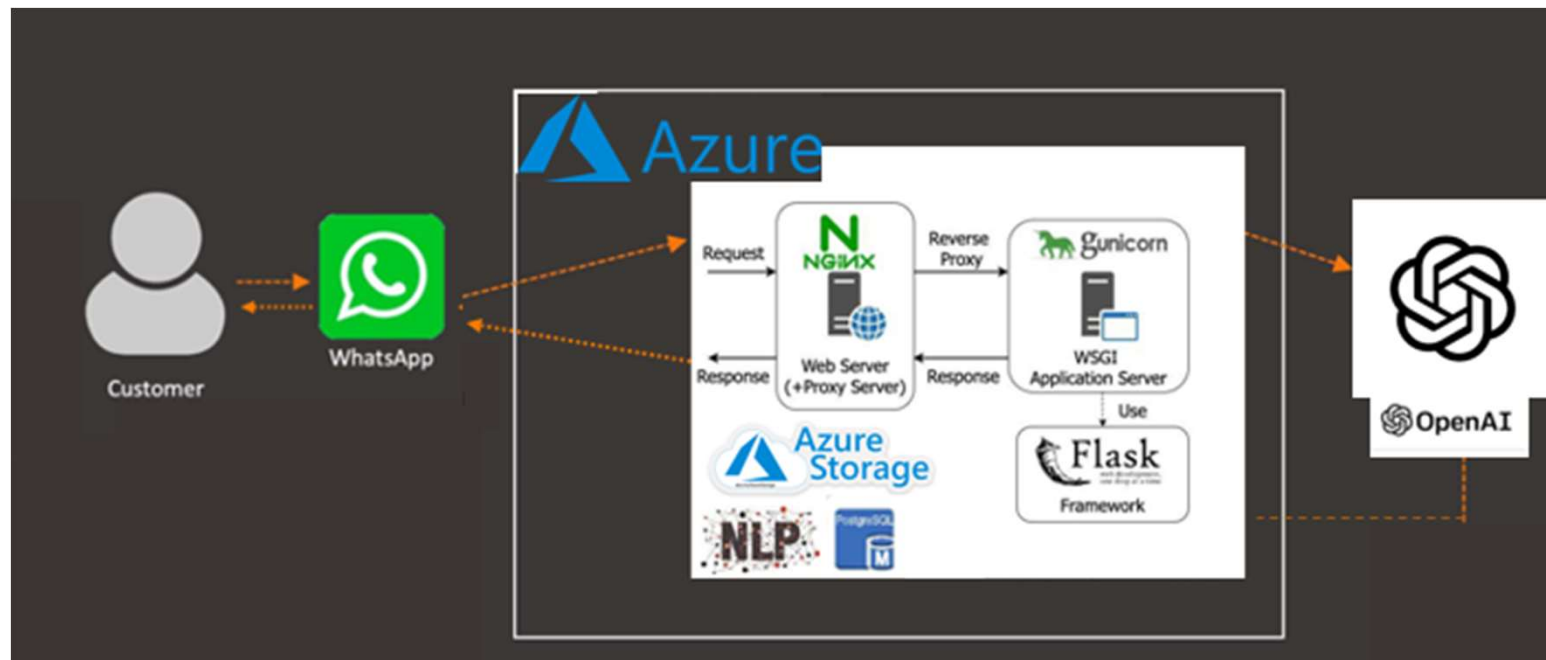 Azure
Request
NGINX
Reverse
Proxy
gunicorn
Customer
WhatsApp
Response
Web Server
(+Proxy Server)
Response
WSGI
Application Server
Use
Azure
Storage
Flask
Framework
NLP
PostgreSQL
M
OpenAI